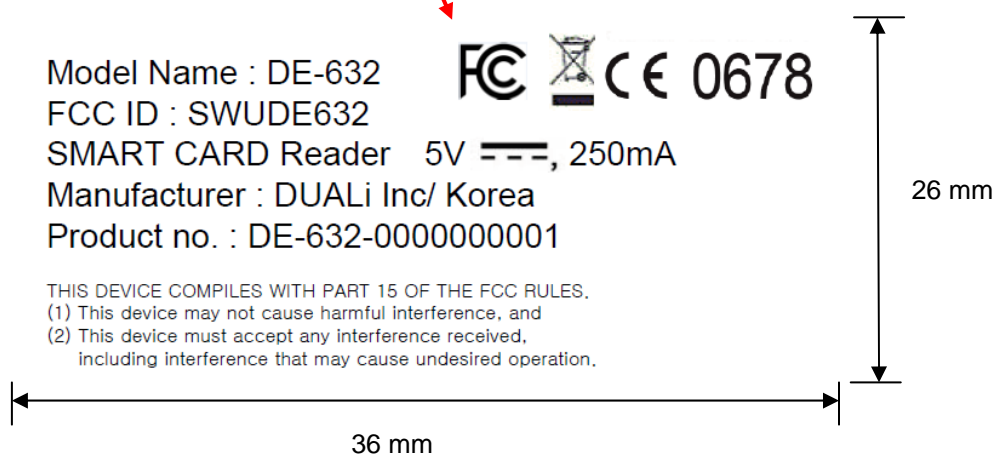 FC CE 0678
Model Name : DE-632
FCC ID : SWUDE632
SMART CARD Reader 5V , 250mA
Manufacturer : DUALi Inc/ Korea
Product no. : DE-632-0000000001
THIS DEVICE COMPILES WITH PART 15 OF THE FCC RULES.
(1) This device may not cause harmful interference, and
(2) This device must accept any interference received,
including interference that may cause undesired operation.
26 mm
36 mm